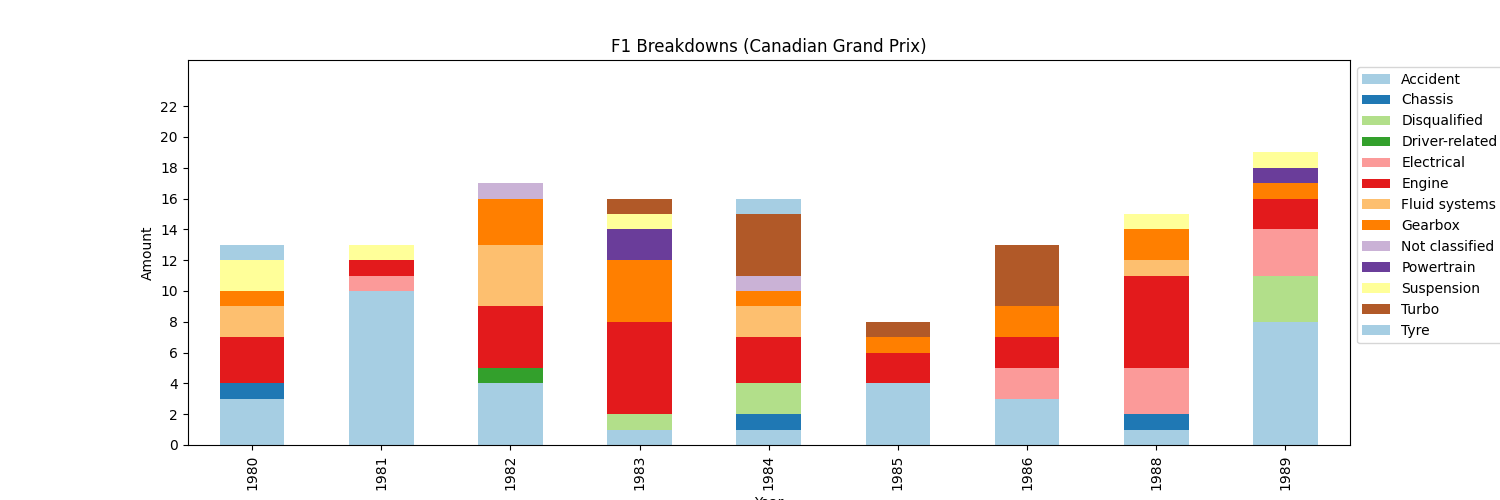 F1 Breakdowns (Canadian Grand Prix)
Amount
22
20
18
16
14
12
10
8
6
4
2
0
1980
1981
1982
1983
1984
1985
1986
1988
1989
Year
Accident
Chassis
Disqualified
Driver-related
Electrical
Engine
Fluid systems
Gearbox
Not classified
Powertrain
Suspension
Turbo
Tyre